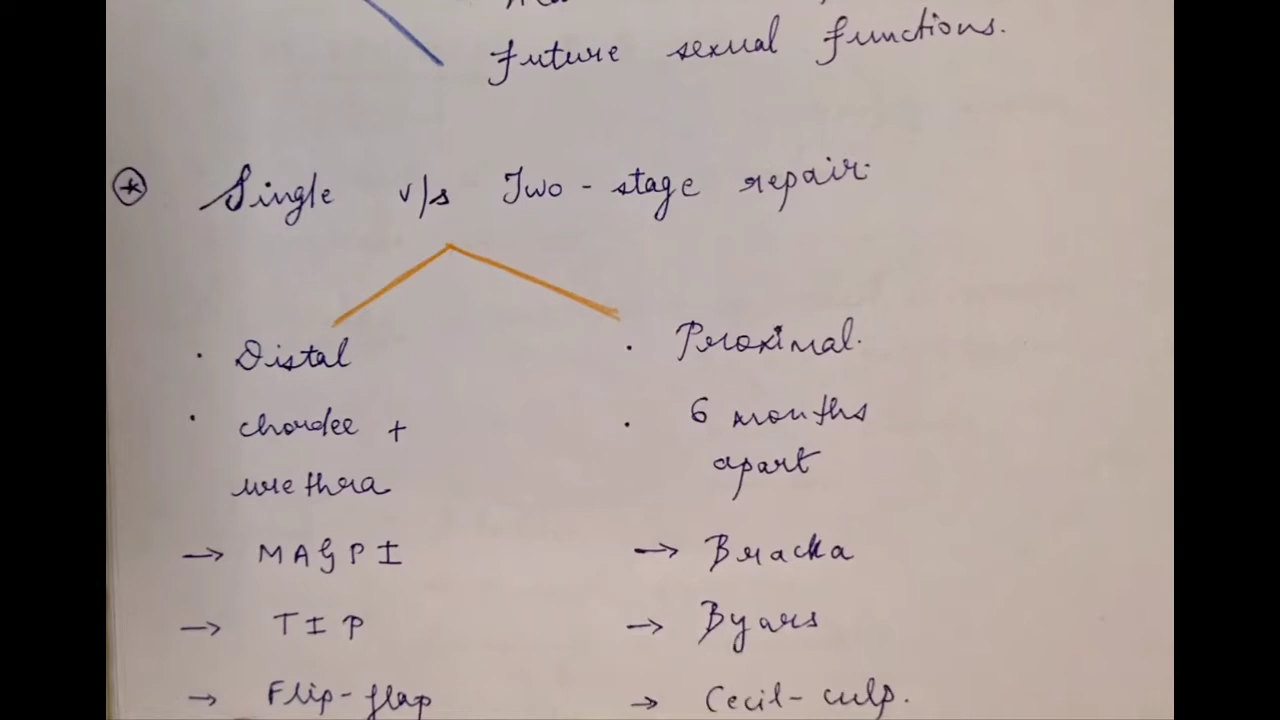 future sexual functions.
Single v/s Two-stage repair.
Distal
Proximal.
chordee +
urethra
6 months
apart
→ MAGPI
→ Bracka
→ TIP
→ Byars
→ Flip-flap
→ Cecil-culp.